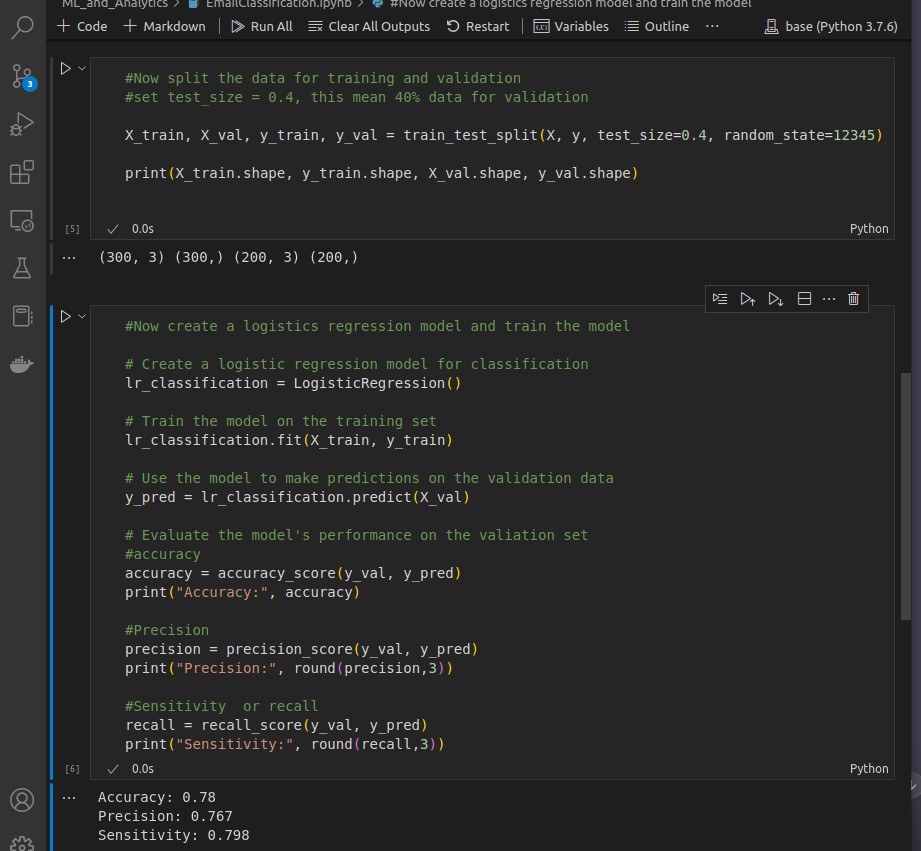 ML_and_Analytics > EmailClassification.ipynb > #Now create a logistics regression model and train the model
+ Code + Markdown Run All Clear All Outputs Restart Variables Outline ... base (Python 3.7.6)
3
#Now split the data for training and validation
#set test_size = 0.4, this mean 40% data for validation
X_train, X_val, y_train, y_val = train_test_split(X, y, test_size=0.4, random_state=12345)
print(X_train.shape, y_train.shape, X_val.shape, y_val.shape)
[5] ✓ 0.0s Python
... (300, 3) (300,) (200, 3) (200,)
#Now create a logistics regression model and train the model
# Create a logistic regression model for classification
lr_classification = LogisticRegression()
# Train the model on the training set
lr_classification.fit(X_train, y_train)
# Use the model to make predictions on the validation data
y_pred = lr_classification.predict(X_val)
# Evaluate the model's performance on the valiation set
#accuracy
accuracy = accuracy_score(y_val, y_pred)
print("Accuracy:", accuracy)
#Precision
precision = precision_score(y_val, y_pred)
print("Precision:", round(precision,3))
#Sensitivity  or recall
recall = recall_score(y_val, y_pred)
print("Sensitivity:", round(recall,3))
[6] ✓ 0.0s Python
... Accuracy: 0.78
Precision: 0.767
Sensitivity: 0.798